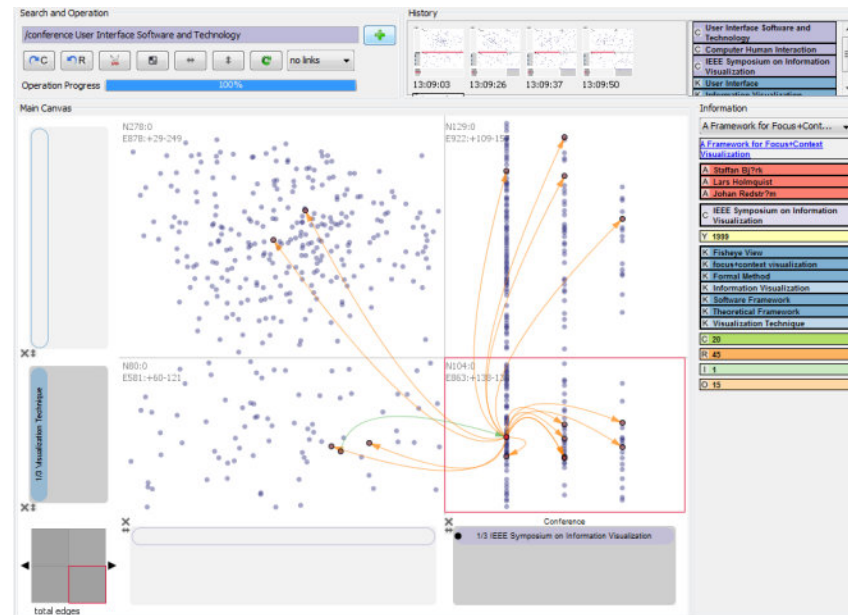 Search and Operation
/conference User Interface Software and Technology
C
R
no links
Operation Progress
100%
History
13:09:03
13:09:26
13:09:37
13:09:50
C User Interface Software and
Technology
C Computer Human Interaction
C IEEE Symposium on Information
Visualization
K User Interface
K Information Visualization
Main Canvas
N278:0
E878:+29-249
N129:0
E922:+109-15
N80:0
E581:+60-121
N104:0
E863:+138-13
1/3 Visualization Technique
Conference
1/3 IEEE Symposium on Information Visualization
total edges
Information
A Framework for Focus+Cont...
A Framework for Focus+Context
Visualization
A Staffan Bj?rk
A Lars Holmquist
A Johan Redstr?m
C IEEE Symposium on Information
Visualization
Y 1999
K Fisheye View
K focus+context visualization
K Formal Method
K Information Visualization
K Software Framework
K Theoretical Framework
K Visualization Technique
C 20
R 45
I 1
O 15